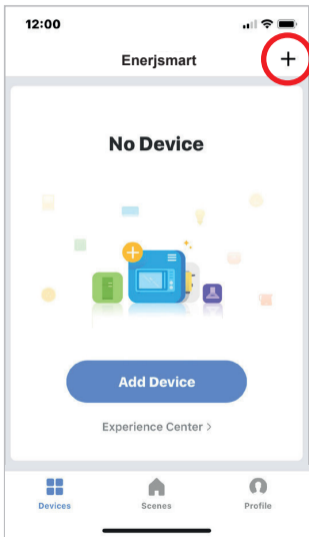 12:00
Enerjsmart
+
No Device
Add Device
Experience Center >
Devices Scenes Profile